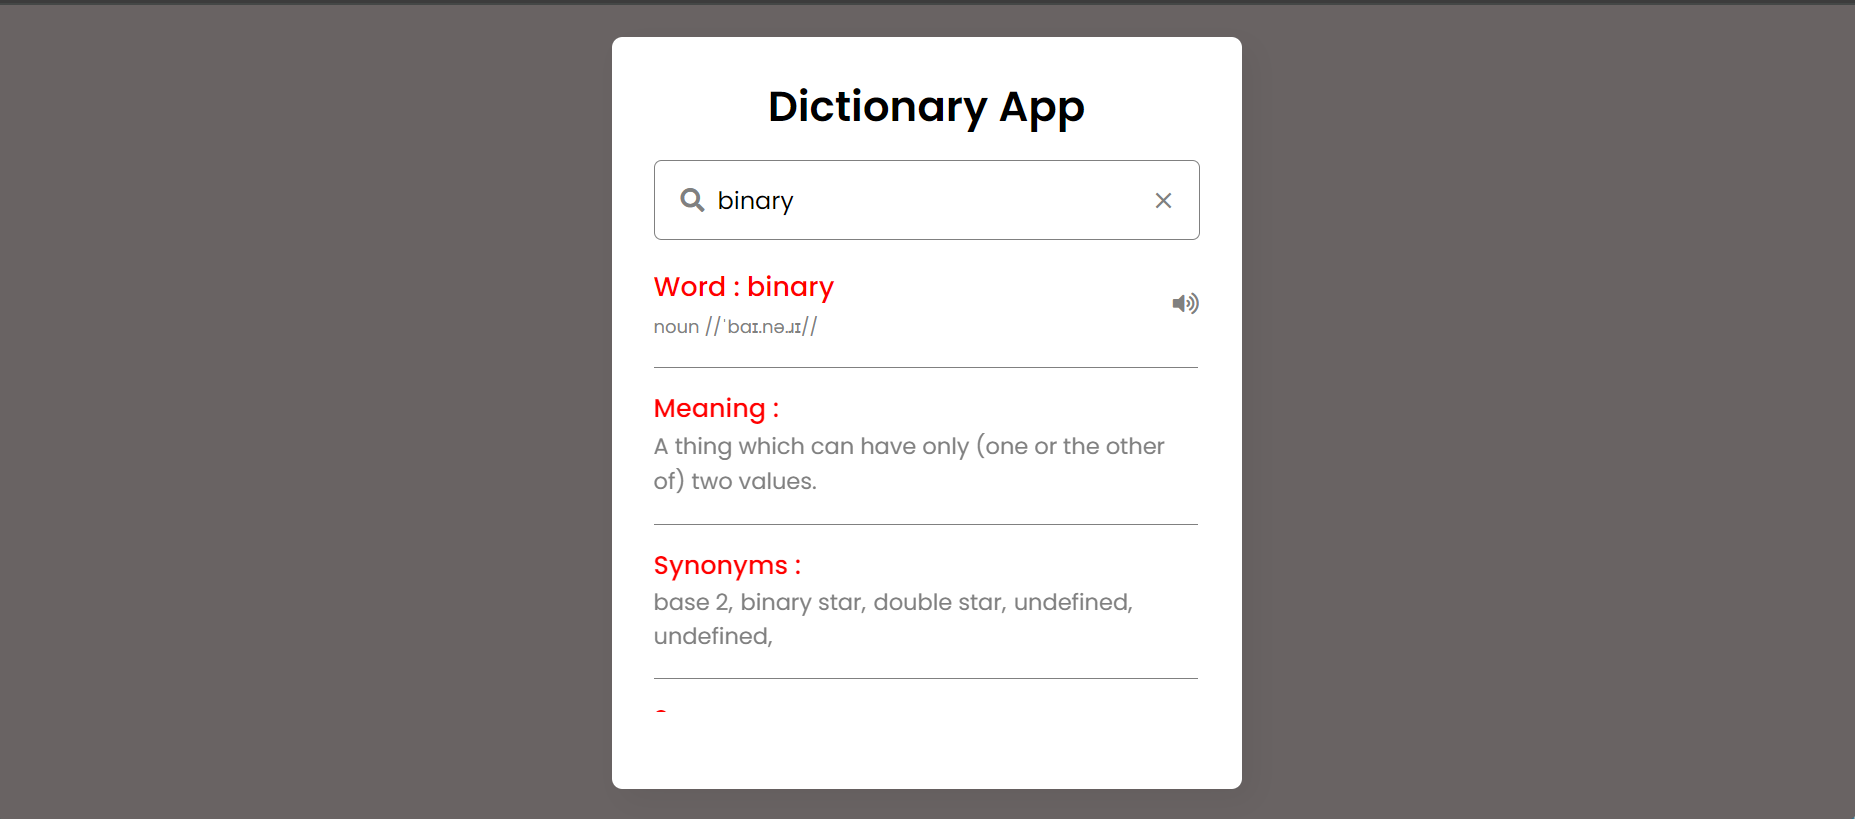 Dictionary App
binary
Word : binary
noun //ˈbaɪ.nə.ɹɪ//
Meaning :
A thing which can have only (one or the other
of) two values.
Synonyms :
base 2, binary star, double star, undefined,
undefined,